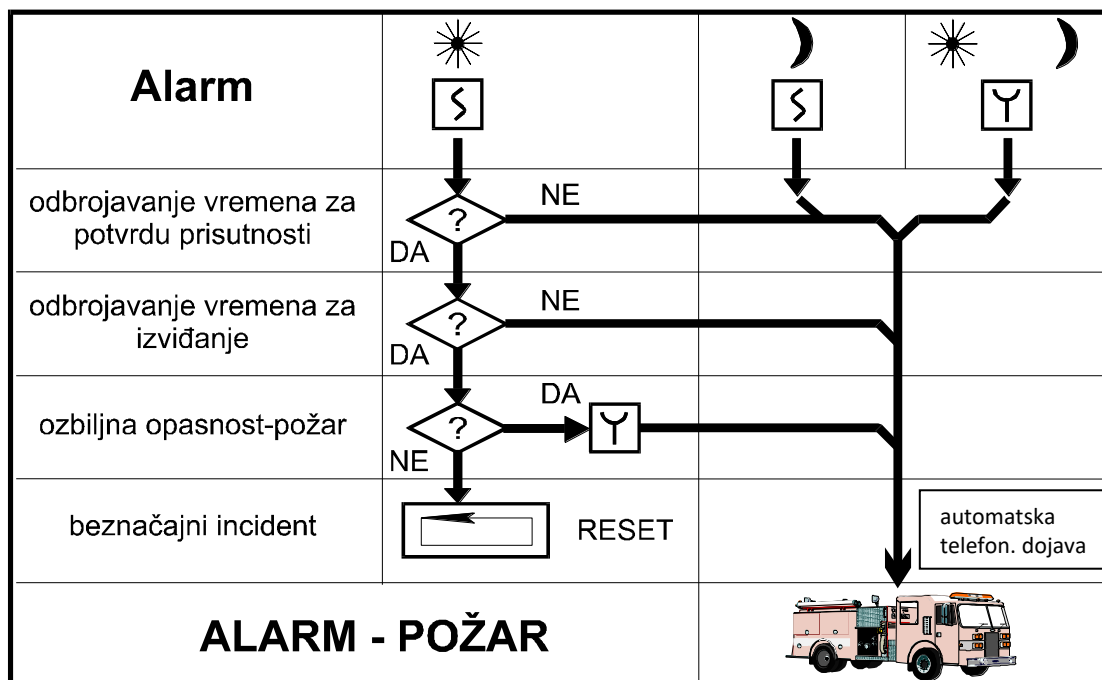 Alarm
odbrojavanje vremena za
potvrdu prisutnosti
?
NE
DA
odbrojavanje vremena za
izviđanje
?
NE
DA
ozbiljna opasnost-požar
?
DA
NE
beznačajni incident
RESET
automatska
telefon. dojava
ALARM - POŽAR